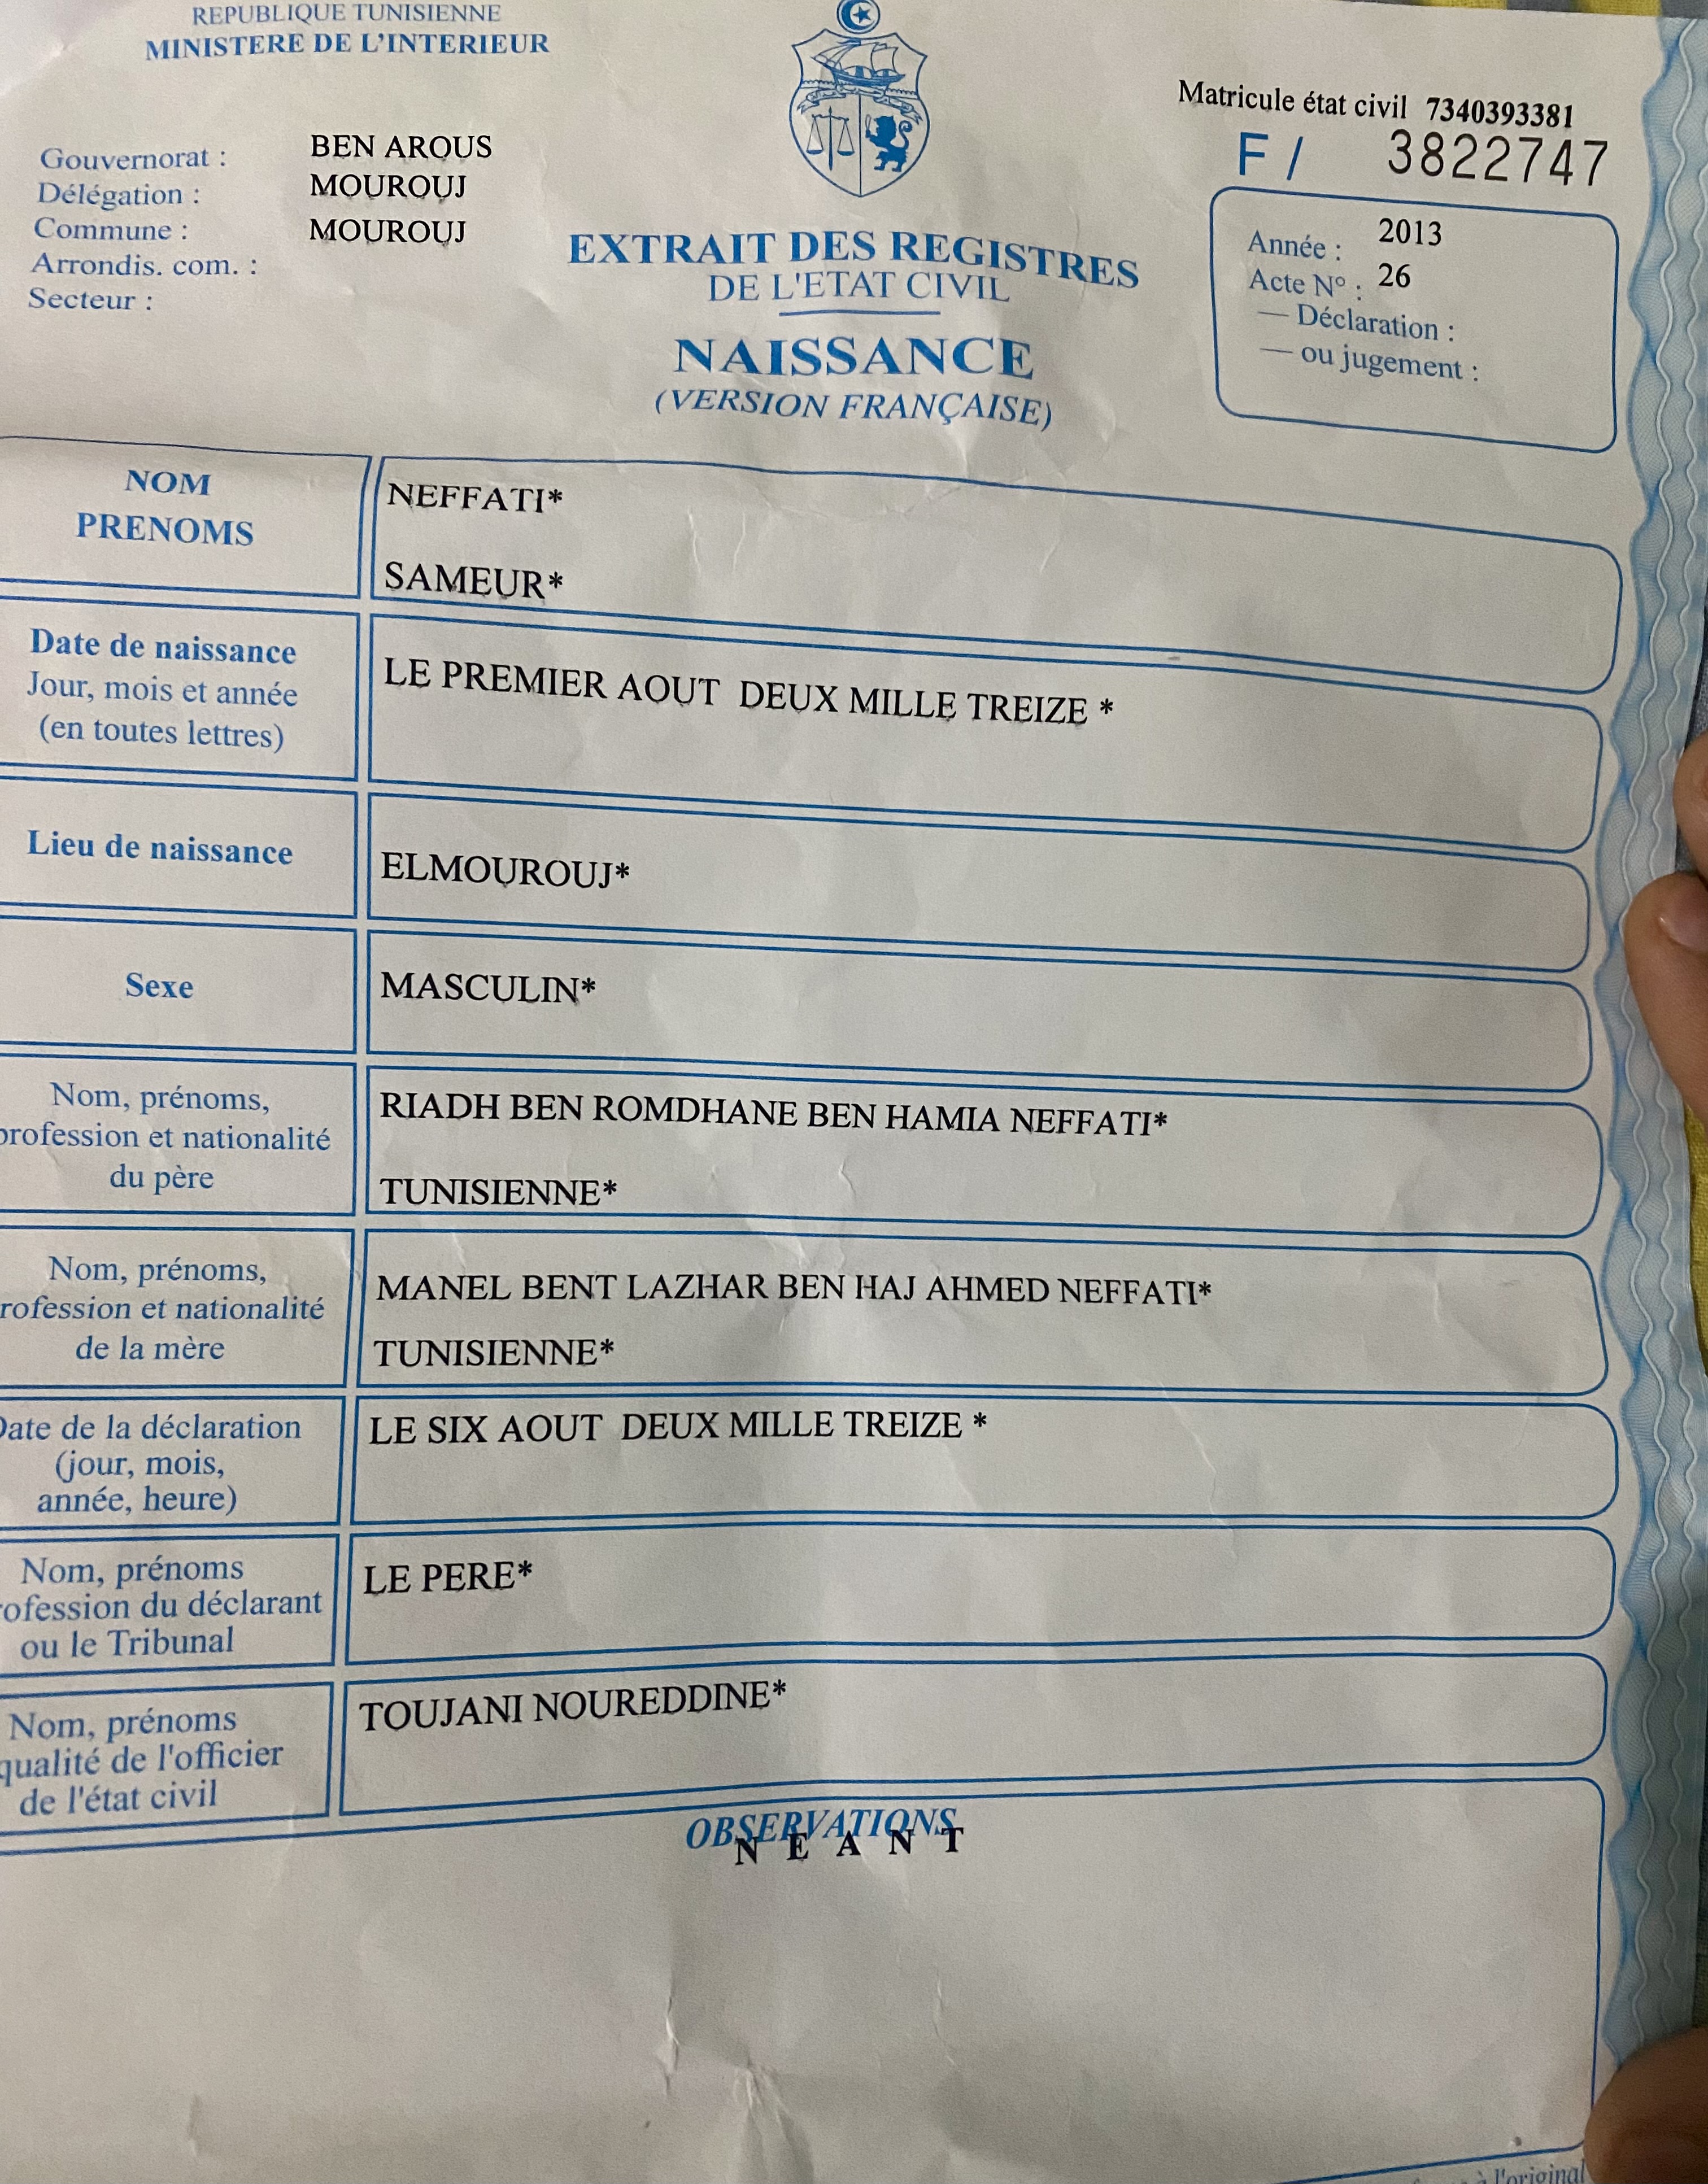 REPUBLIQUE TUNISIENNE
MINISTERE DE L'INTERIEUR
Matricule état civil 7340393381
F / 3822747
Gouvernorat : BEN AROUS
Délégation : MOUROUJ
Commune : MOUROUJ
Arrondis. com. :
Secteur :
EXTRAIT DES REGISTRES
DE L'ETAT CIVIL
NAISSANCE
(VERSION FRANÇAISE)
Année : 2013
Acte N° : 26
— Déclaration :
— ou jugement :
NOM
PRENOMS
NEFFATI*
SAMEUR*
Date de naissance
Jour, mois et année
(en toutes lettres)
LE PREMIER AOUT DEUX MILLE TREIZE *
Lieu de naissance
ELMOUROUJ*
Sexe
MASCULIN*
Nom, prénoms,
profession et nationalité
du père
RIADH BEN ROMDHANE BEN HAMIA NEFFATI*
TUNISIENNE*
Nom, prénoms,
rofession et nationalité
de la mère
MANEL BENT LAZHAR BEN HAJ AHMED NEFFATI*
TUNISIENNE*
Date de la déclaration
(jour, mois,
année, heure)
LE SIX AOUT DEUX MILLE TREIZE *
Nom, prénoms
ofession du déclarant
ou le Tribunal
LE PERE*
Nom, prénoms
qualité de l'officier
de l'état civil
TOUJANI NOUREDDINE*
OBSERVATIONS
N E A N T
à l'original